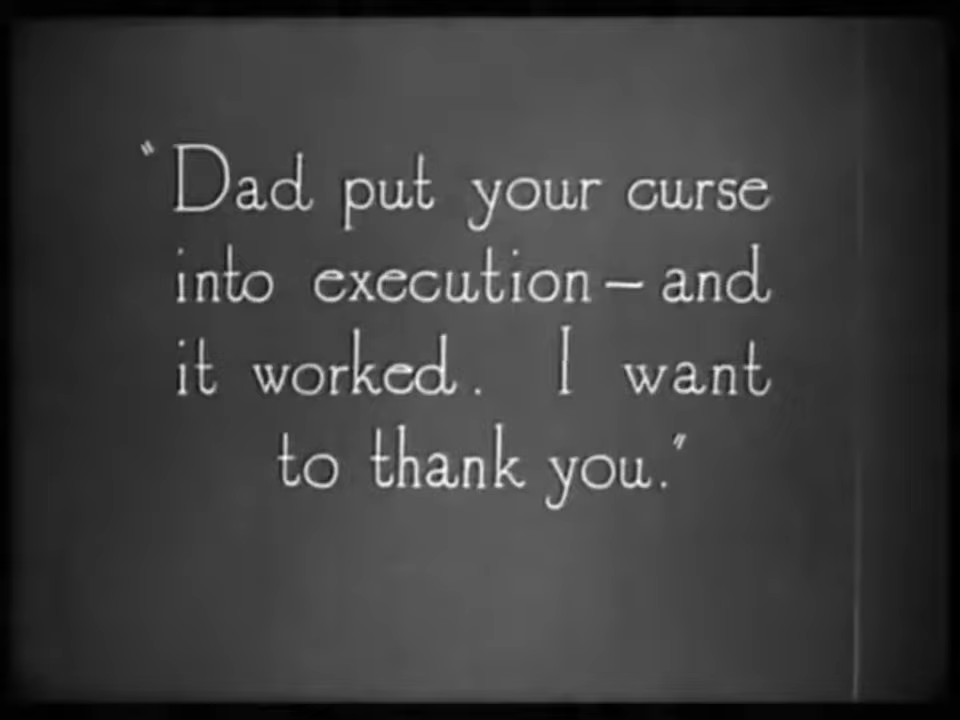 "Dad put your curse
into execution — and
it worked. I want
to thank you."